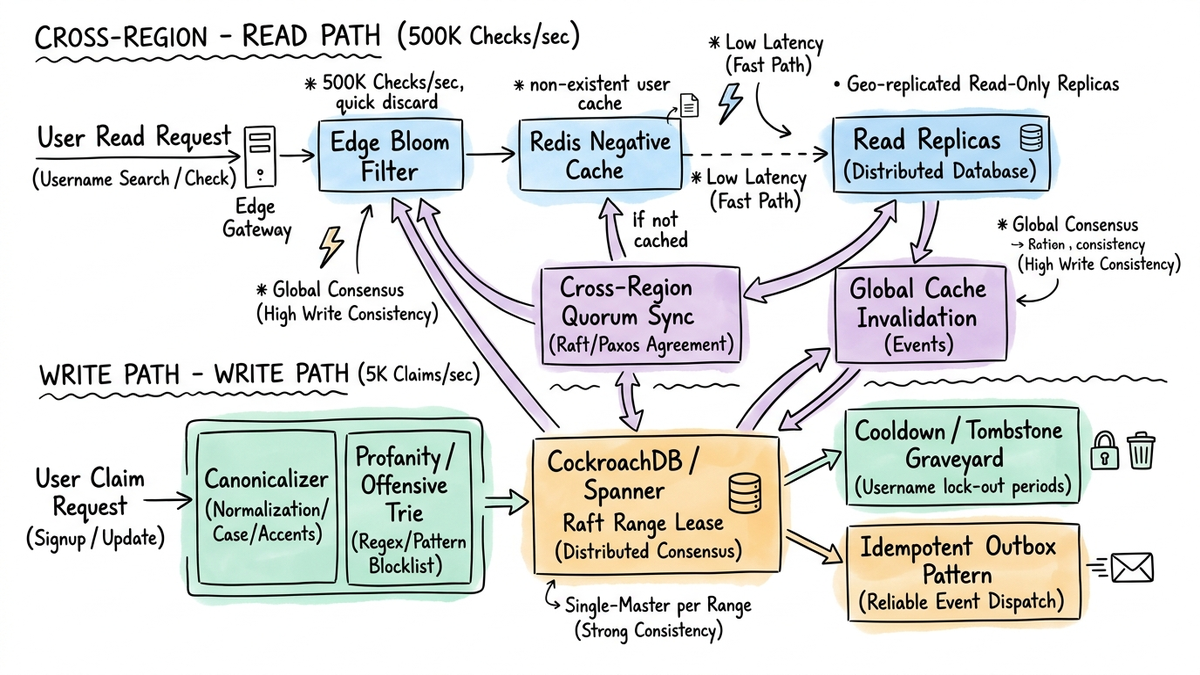 CROSS-REGION - READ PATH (500K Checks/sec)
* Low Latency
(Fast Path)
* 500K Checks/sec,
quick discard
* non-existent user
cache
• Geo-replicated Read-Only Replicas
User Read Request
(Username Search / Check)
Edge
Gateway
Edge Bloom
Filter
Redis Negative
Cache
* Low Latency
(Fast Path)
Read Replicas
(Distributed Database)
if not
cached
* Global Consensus
→ Ration, consistency
(High Write Consistency)
* Global Consensus
(High Write Consistency)
Cross-Region
Quorum Sync
(Raft/Paxos Agreement)
Global Cache
Invalidation
(Events)
WRITE PATH - WRITE PATH (5K Claims/sec)
User Claim
Request
(Signup / Update)
Canonicalizer
(Normalization/
Case/Accents)
Profanity /
Offensive
Trie
(Regex/Pattern
Blocklist)
CockroachDB /
Spanner
Raft Range Lease
(Distributed Consensus)
Single-Master per Range
(Strong Consistency)
Cooldown / Tombstone
Graveyard
(Username lock-out periods)
Idempotent Outbox
Pattern
(Reliable Event Dispatch)